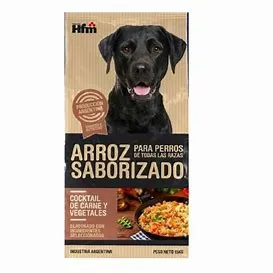 Hfm
PRODUCCIÓN
ARGENTINA
ARROZ
PARA PERROS
DE TODAS LAS RAZAS
SABORIZADO
COCKTAIL
DE CARNE Y
VEGETALES
ELABORADO CON
INGREDIENTES
SELECCIONADOS
INDUSTRIA ARGENTINA
PESO NETO 15KG